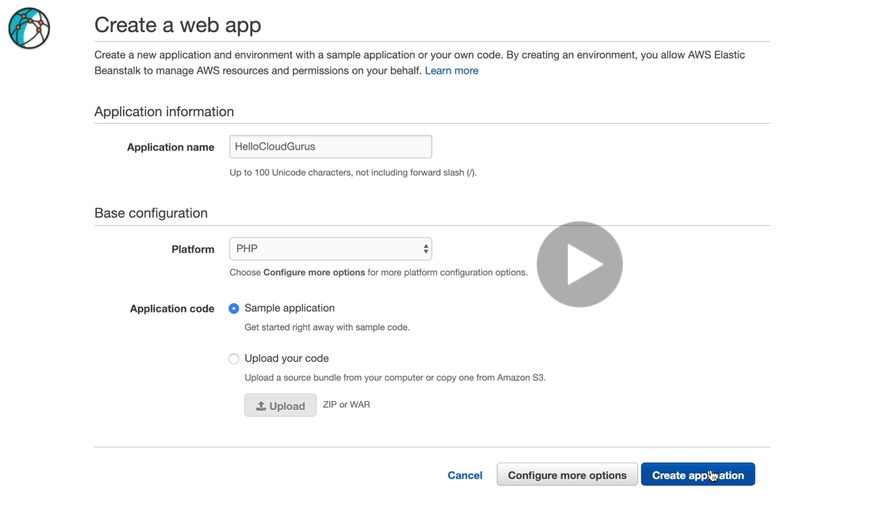 Create a web app
Create a new application and environment with a sample application or your own code. By creating an environment, you allow AWS Elastic
Beanstalk to manage AWS resources and permissions on your behalf. Learn more
Application information
Application name HelloCloudGurus
Up to 100 Unicode characters, not including forward slash (/).
Base configuration
Platform PHP
Choose Configure more options for more platform configuration options.
Application code Sample application
Get started right away with sample code.
Upload your code
Upload a source bundle from your computer or copy one from Amazon S3.
Upload ZIP or WAR
Cancel Configure more options Create application